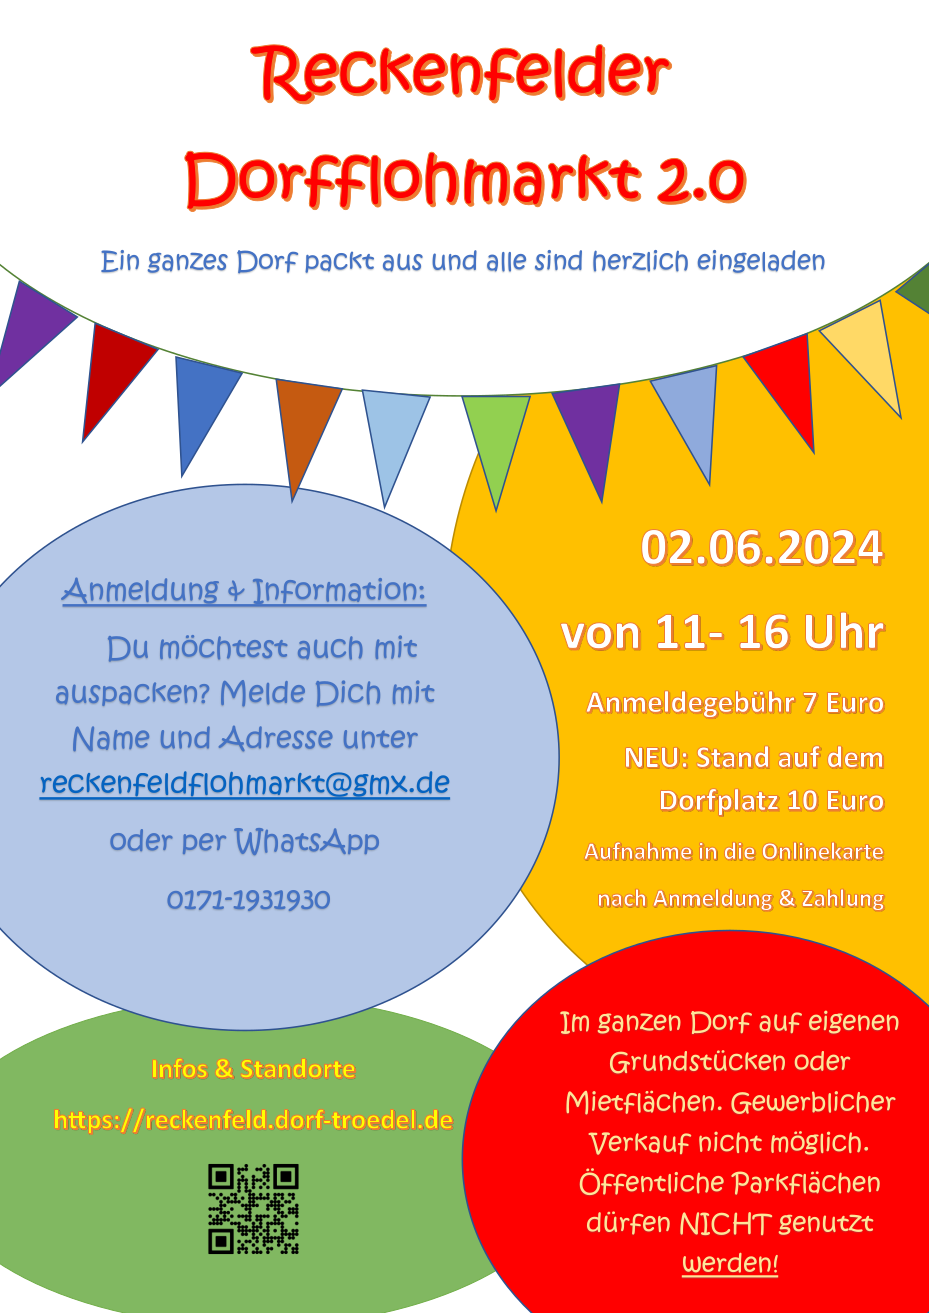 Reckenfelder
Dorfflohmarkt 2.0
Ein ganzes Dorf packt aus und alle sind herzlich eingeladen
02.06.2024
von 11- 16 Uhr
Anmeldegebühr 7 Euro
NEU: Stand auf dem
Dorfplatz 10 Euro
Aufnahme in die Onlinekarte
nach Anmeldung & Zahlung
Anmeldung & Information:
Du möchtest auch mit
auspacken? Melde Dich mit
Name und Adresse unter
reckenfeldflohmarkt@gmx.de
oder per WhatsApp
0171-1931930
Infos & Standorte
https://reckenfeld.dorf-troedel.de
Im ganzen Dorf auf eigenen
Grundstücken oder
Mietflächen. Gewerblicher
Verkauf nicht möglich.
Öffentliche Parkflächen
dürfen NICHT genutzt
werden!